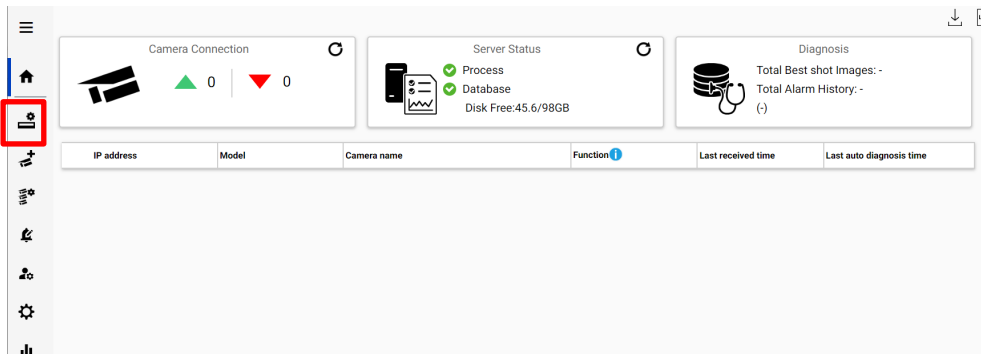 Camera Connection
0
0
Server Status
Process
Database
Disk Free:45.6/98GB
Diagnosis
Total Best shot Images: -
Total Alarm History: -
(-)
IP address
Model
Camera name
Function
Last received time
Last auto diagnosis time